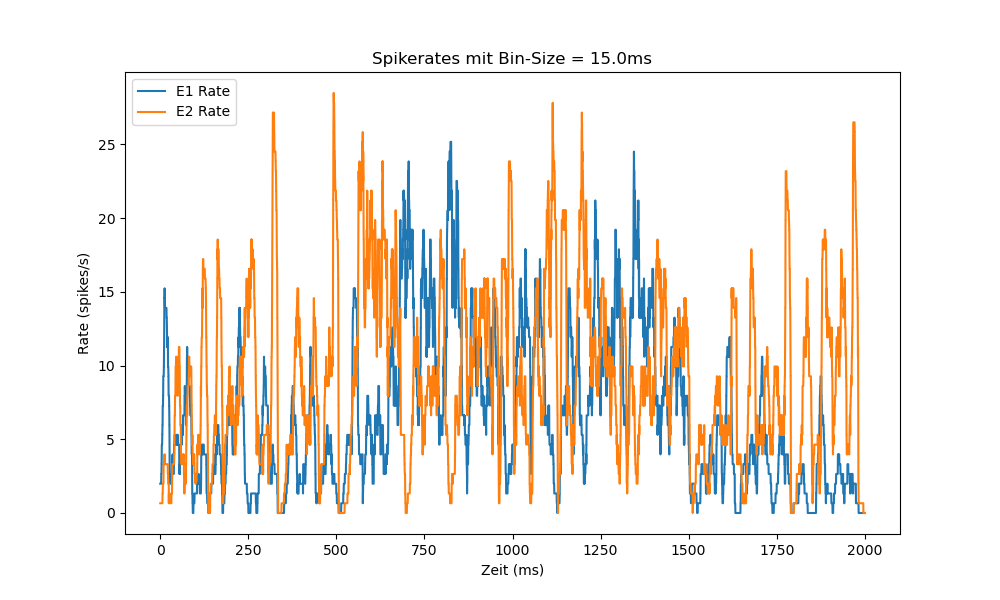 Spikerates mit Bin-Size = 15.0ms
E1 Rate
E2 Rate
25
20
15
10
5
0
Rate (spikes/s)
0 250 500 750 1000 1250 1500 1750 2000
Zeit (ms)